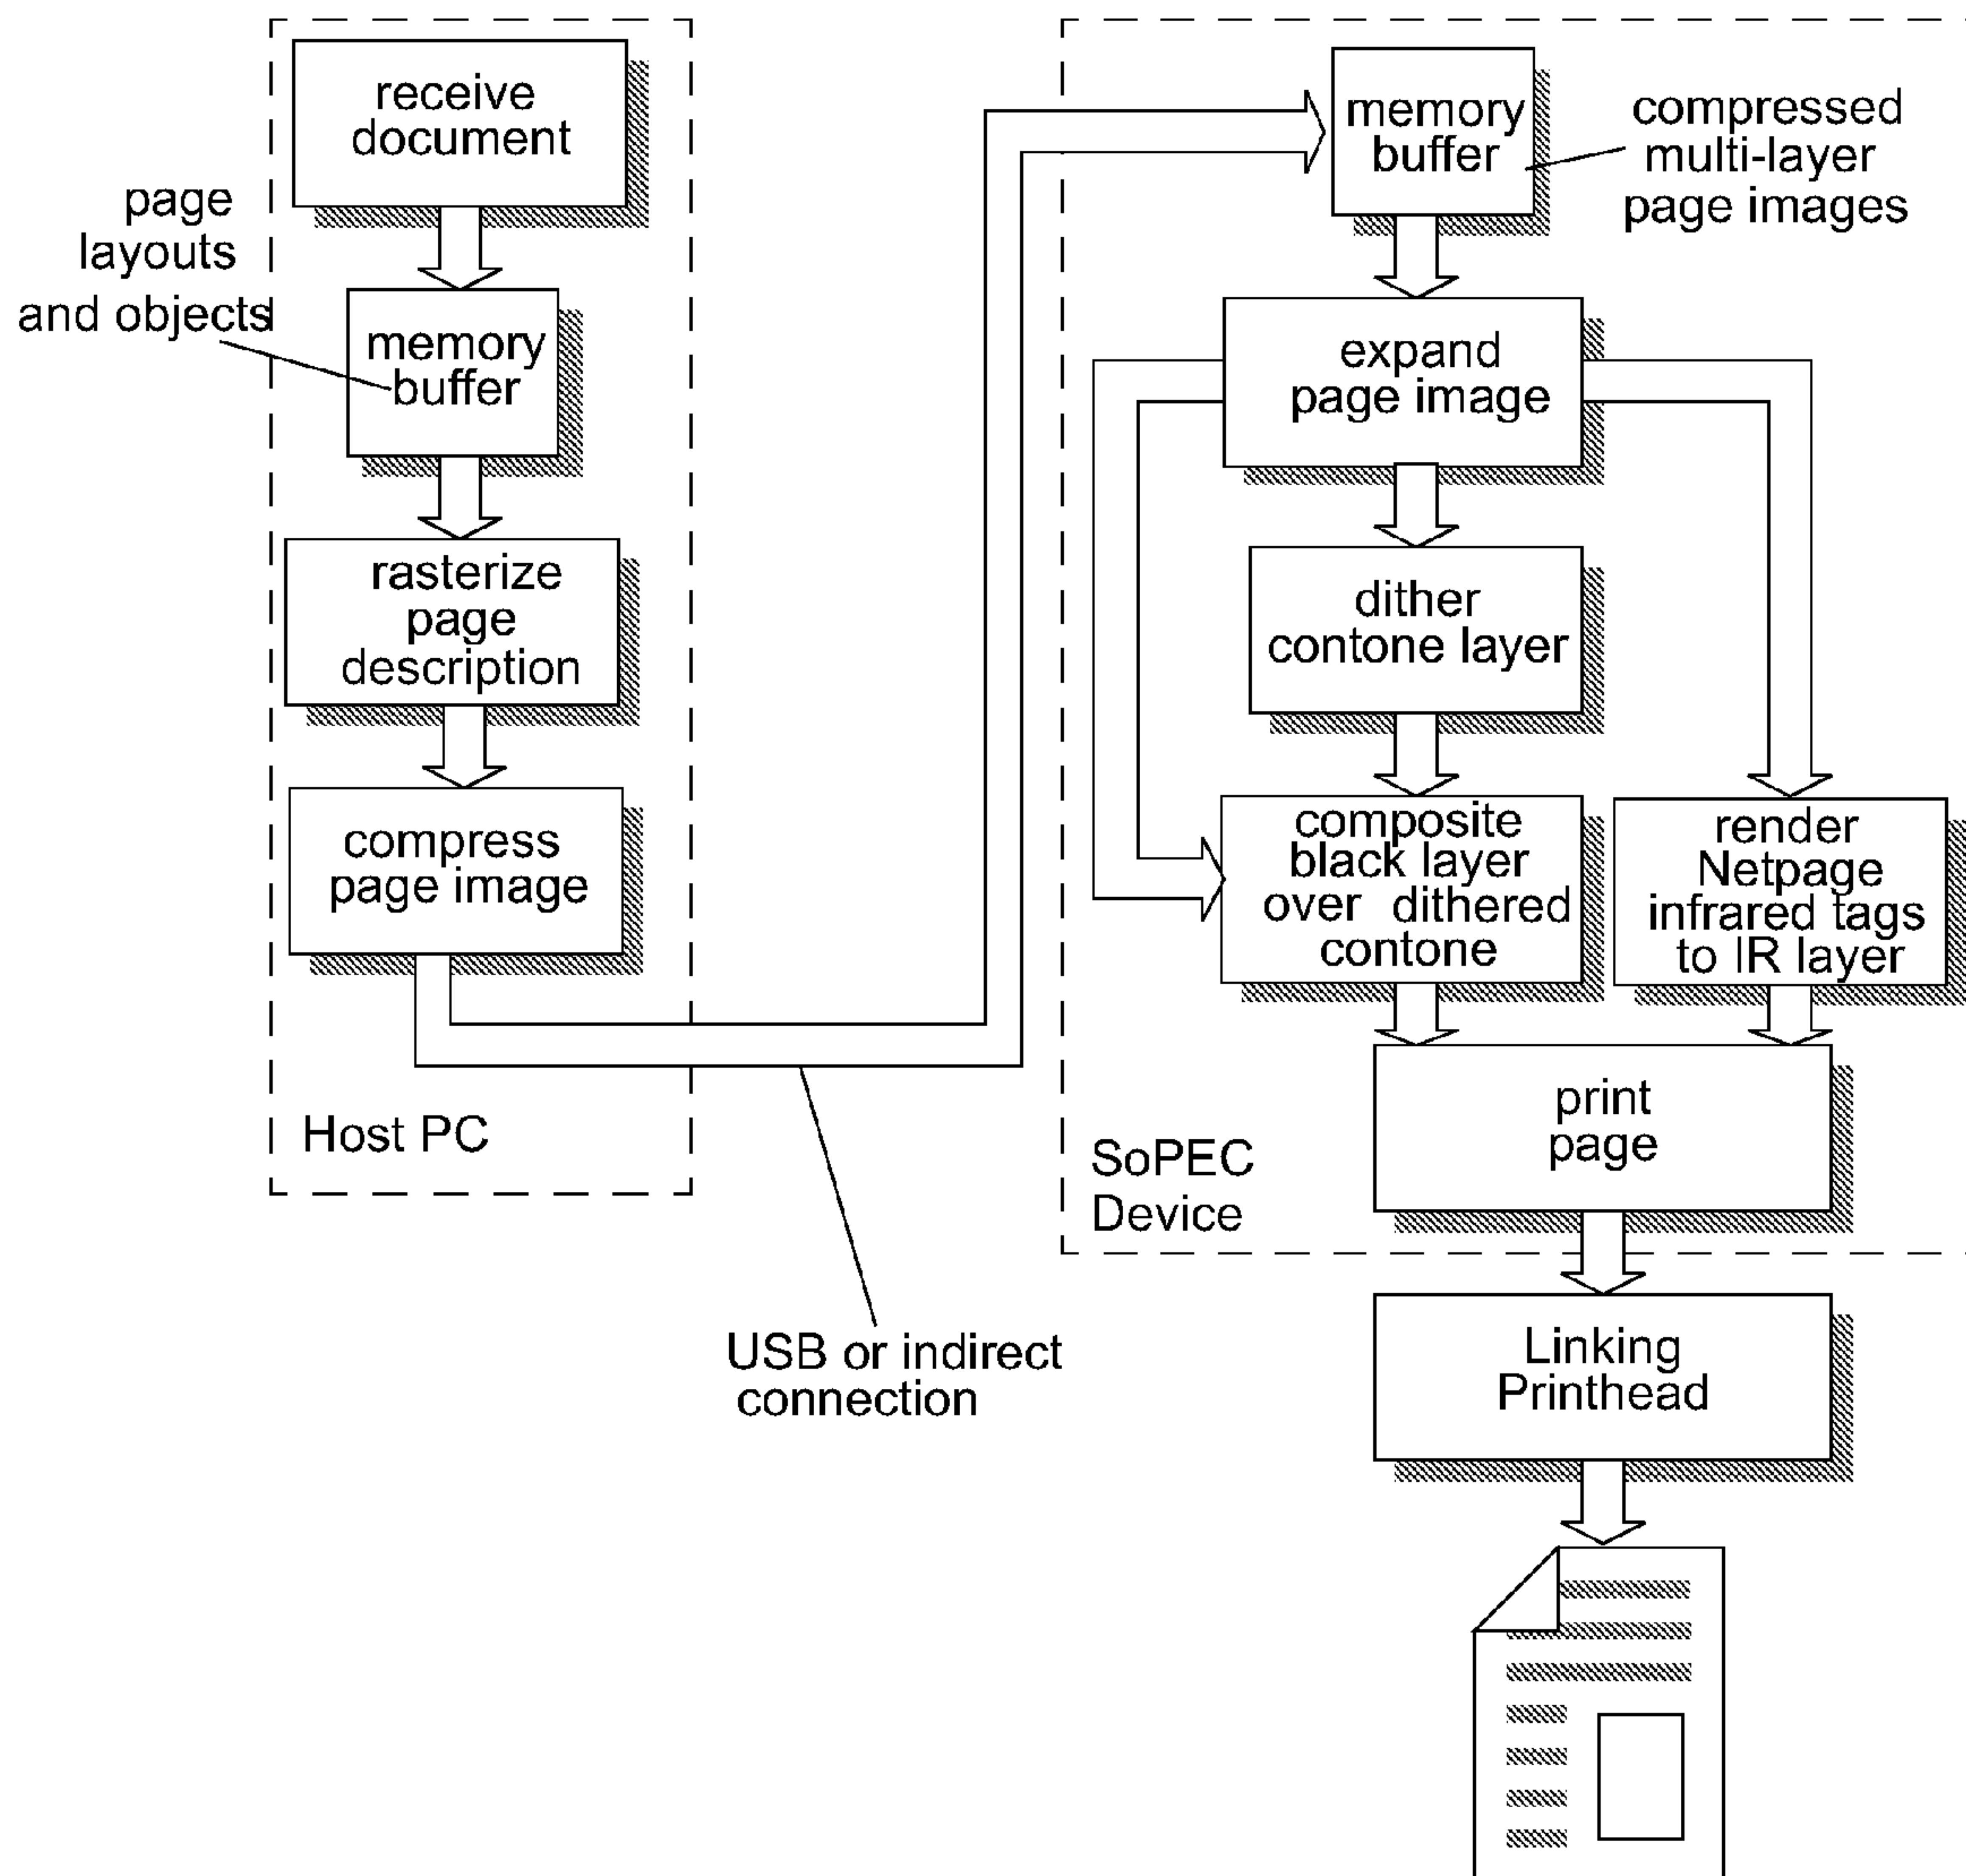 receive
document
page
layouts
and objects
memory
buffer
rasterize
page
description
compress
page image
Host PC
USB or indirect
connection
memory
buffer
compressed
multi-layer
page images
expand
page image
dither
contone layer
composite
black layer
over dithered
contone
render
Netpage
infrared tags
to IR layer
print
page
SoPEC
Device
Linking
Printhead